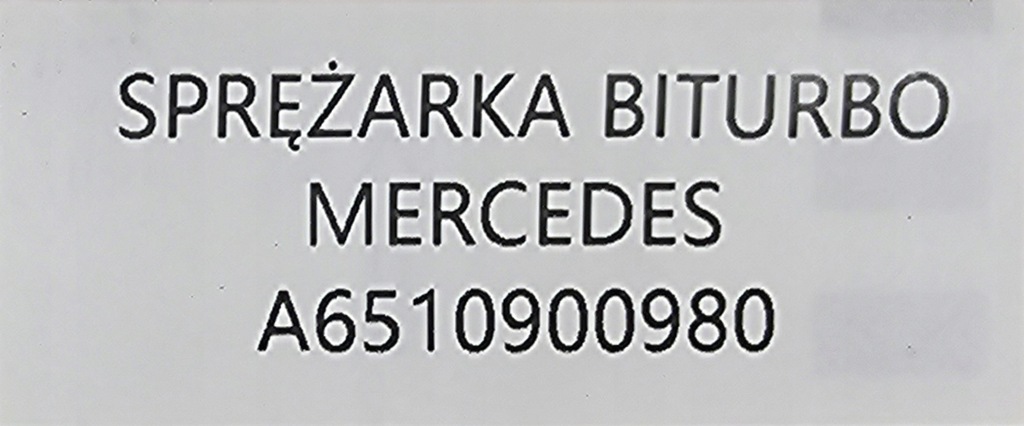 SPRĘŻARKA BITURBO
MERCEDES
A6510900980